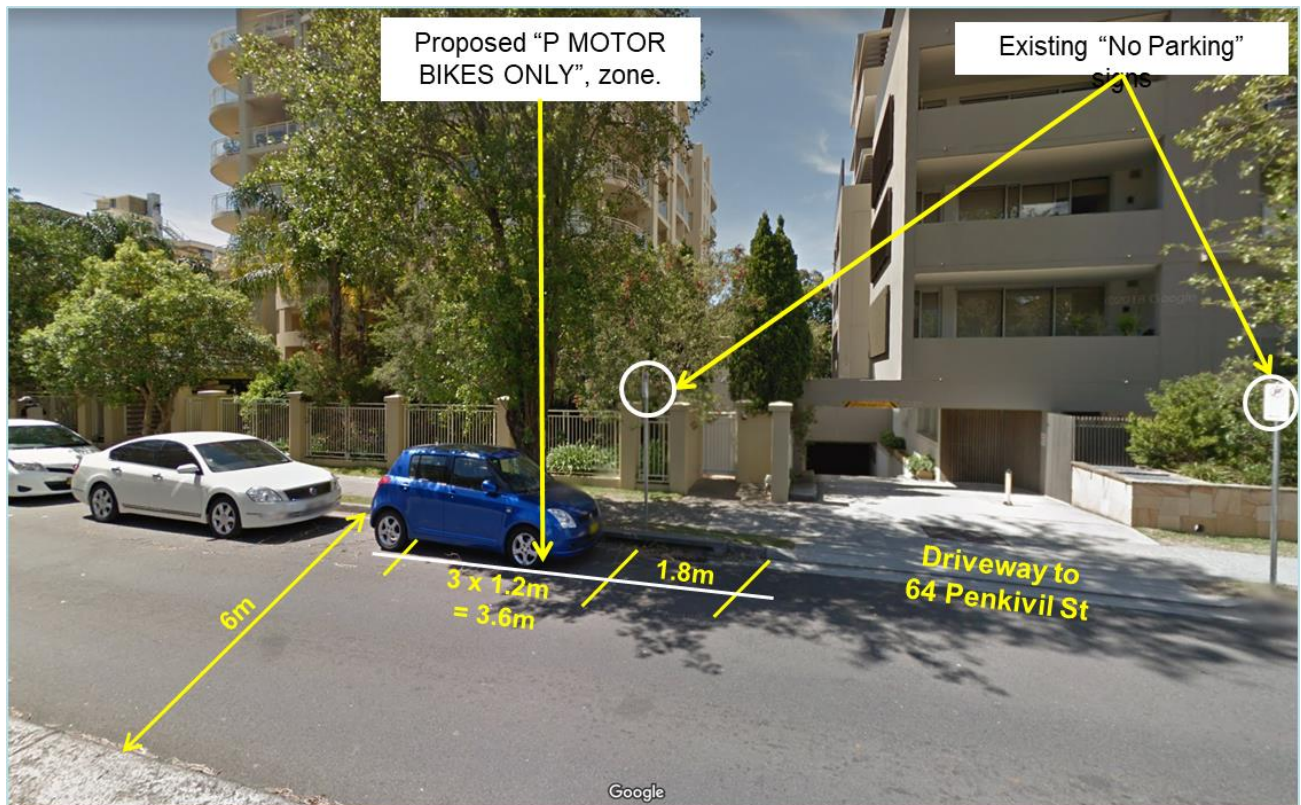 Proposed “P MOTOR
BIKES ONLY”, zone.
Existing “No Parking”
signs
3 x 1.2m
= 3.6m
1.8m
6m
Driveway to
64 Penkivil St
Google